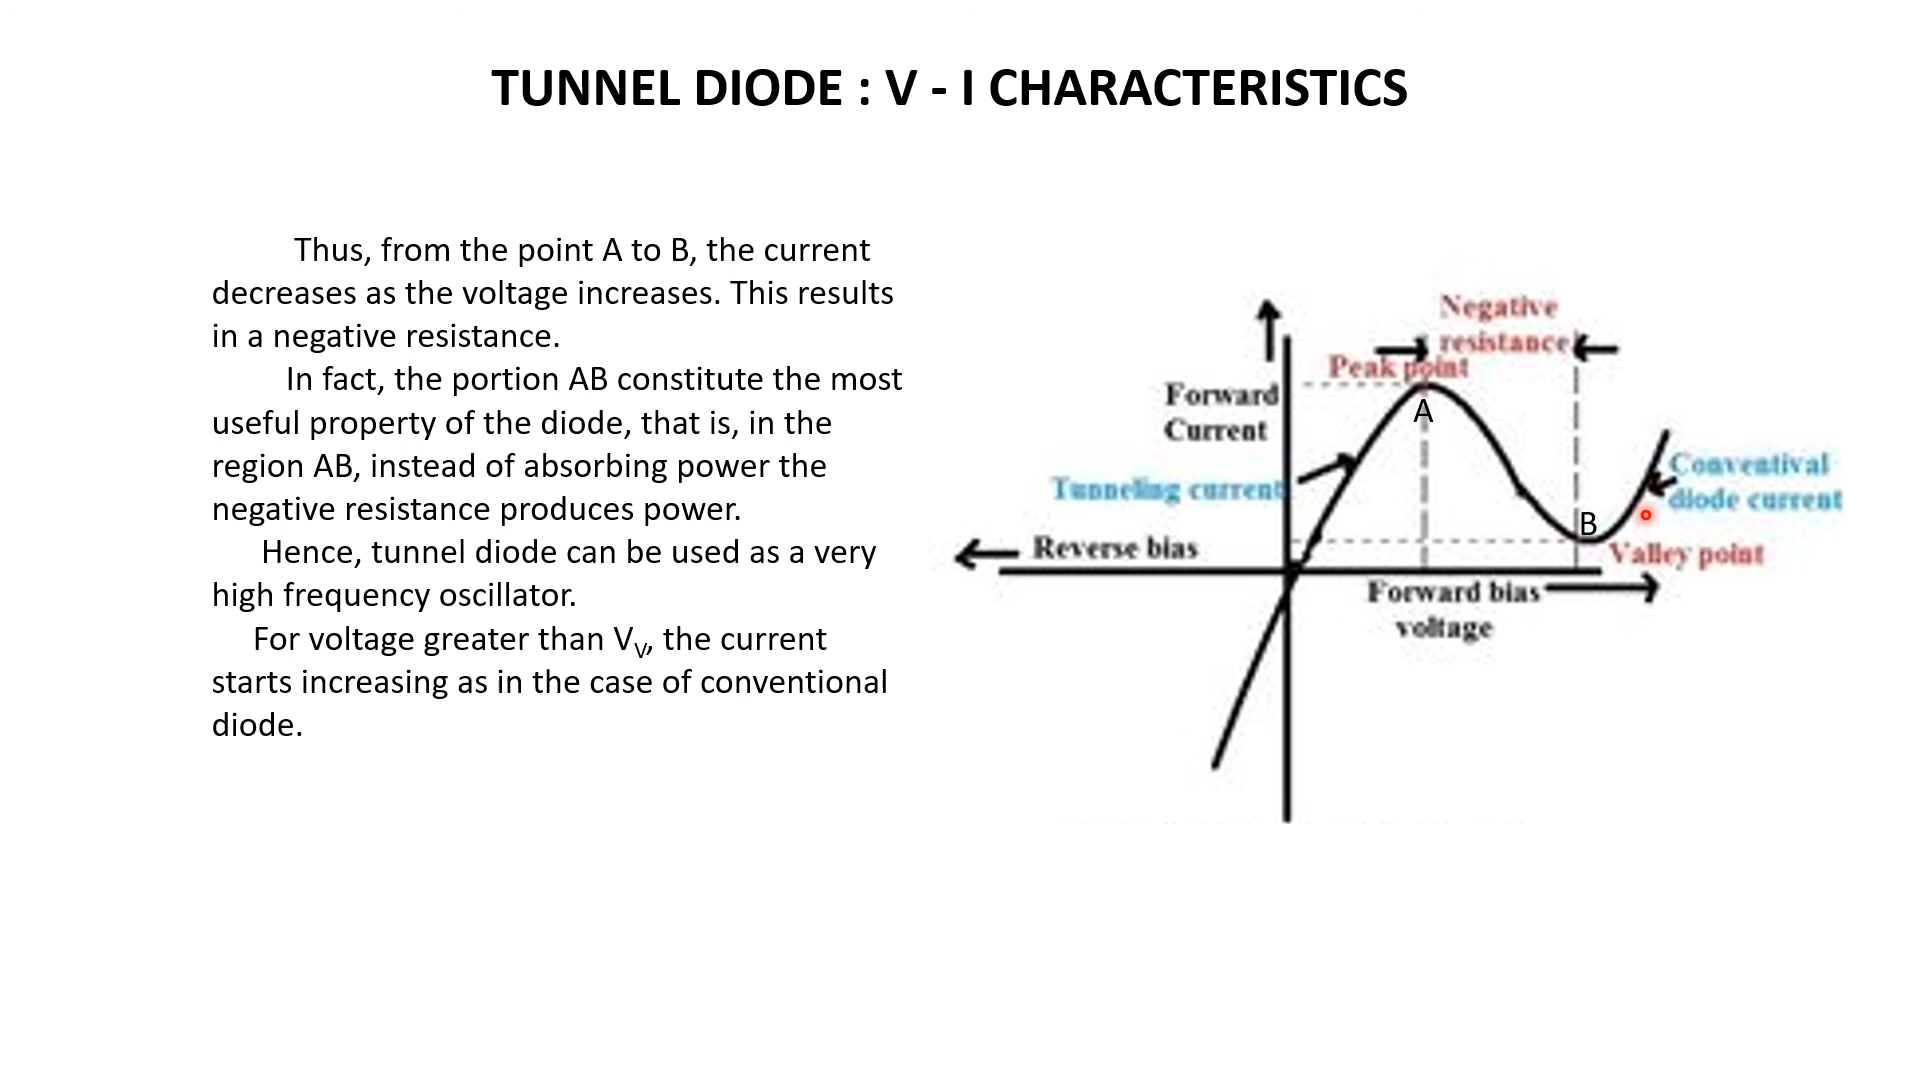 TUNNEL DIODE : V - I CHARACTERISTICS
Thus, from the point A to B, the current
decreases as the voltage increases. This results
in a negative resistance.
In fact, the portion AB constitute the most
useful property of the diode, that is, in the
region AB, instead of absorbing power the
negative resistance produces power.
Hence, tunnel diode can be used as a very
high frequency oscillator.
For voltage greater than VV, the current
starts increasing as in the case of conventional
diode.
Negative
resistance
Peak point
Forward
Current
A
Tunneling current
Conventival
diode current
B
Reverse bias
Valley point
Forward bias
voltage